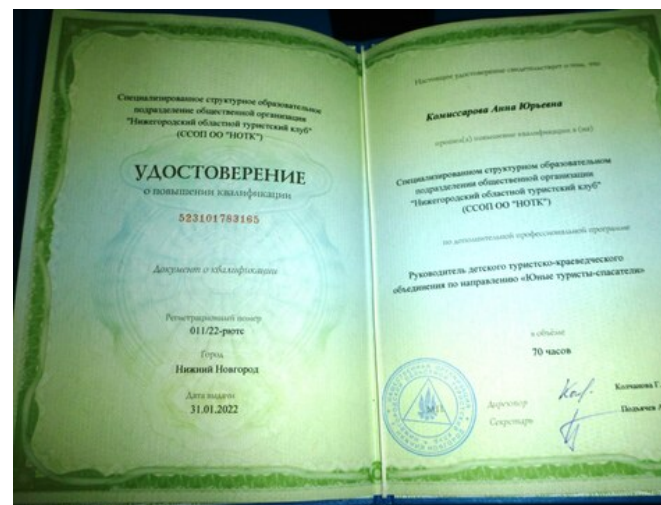 Специализированное структурное образовательное
подразделение общественной организации
"Нижегородский областной туристский клуб"
(ССОП ОО "НОТК")
УДОСТОВЕРЕНИЕ
о повышении квалификации
523101783165
Документ о квалификации
Регистрационный номер
011/22-рютс
Город
Нижний Новгород
Дата выдачи
31.01.2022
Настоящее удостоверение свидетельствует о том, что
Комиссарова Анна Юрьевна
прошел(а) повышение квалификации в (на)
Специализированном структурном образовательном
подразделении общественной организации
"Нижегородский областной туристский клуб"
(ССОП ОО "НОТК")
по дополнительной профессиональной программе
Руководитель детского туристско-краеведческого
объединения по направлению «Юные туристы-спасатели»
в объёме
70 часов
М.П.
Директор
Колчанова Г.
Секретарь
Подъячев А